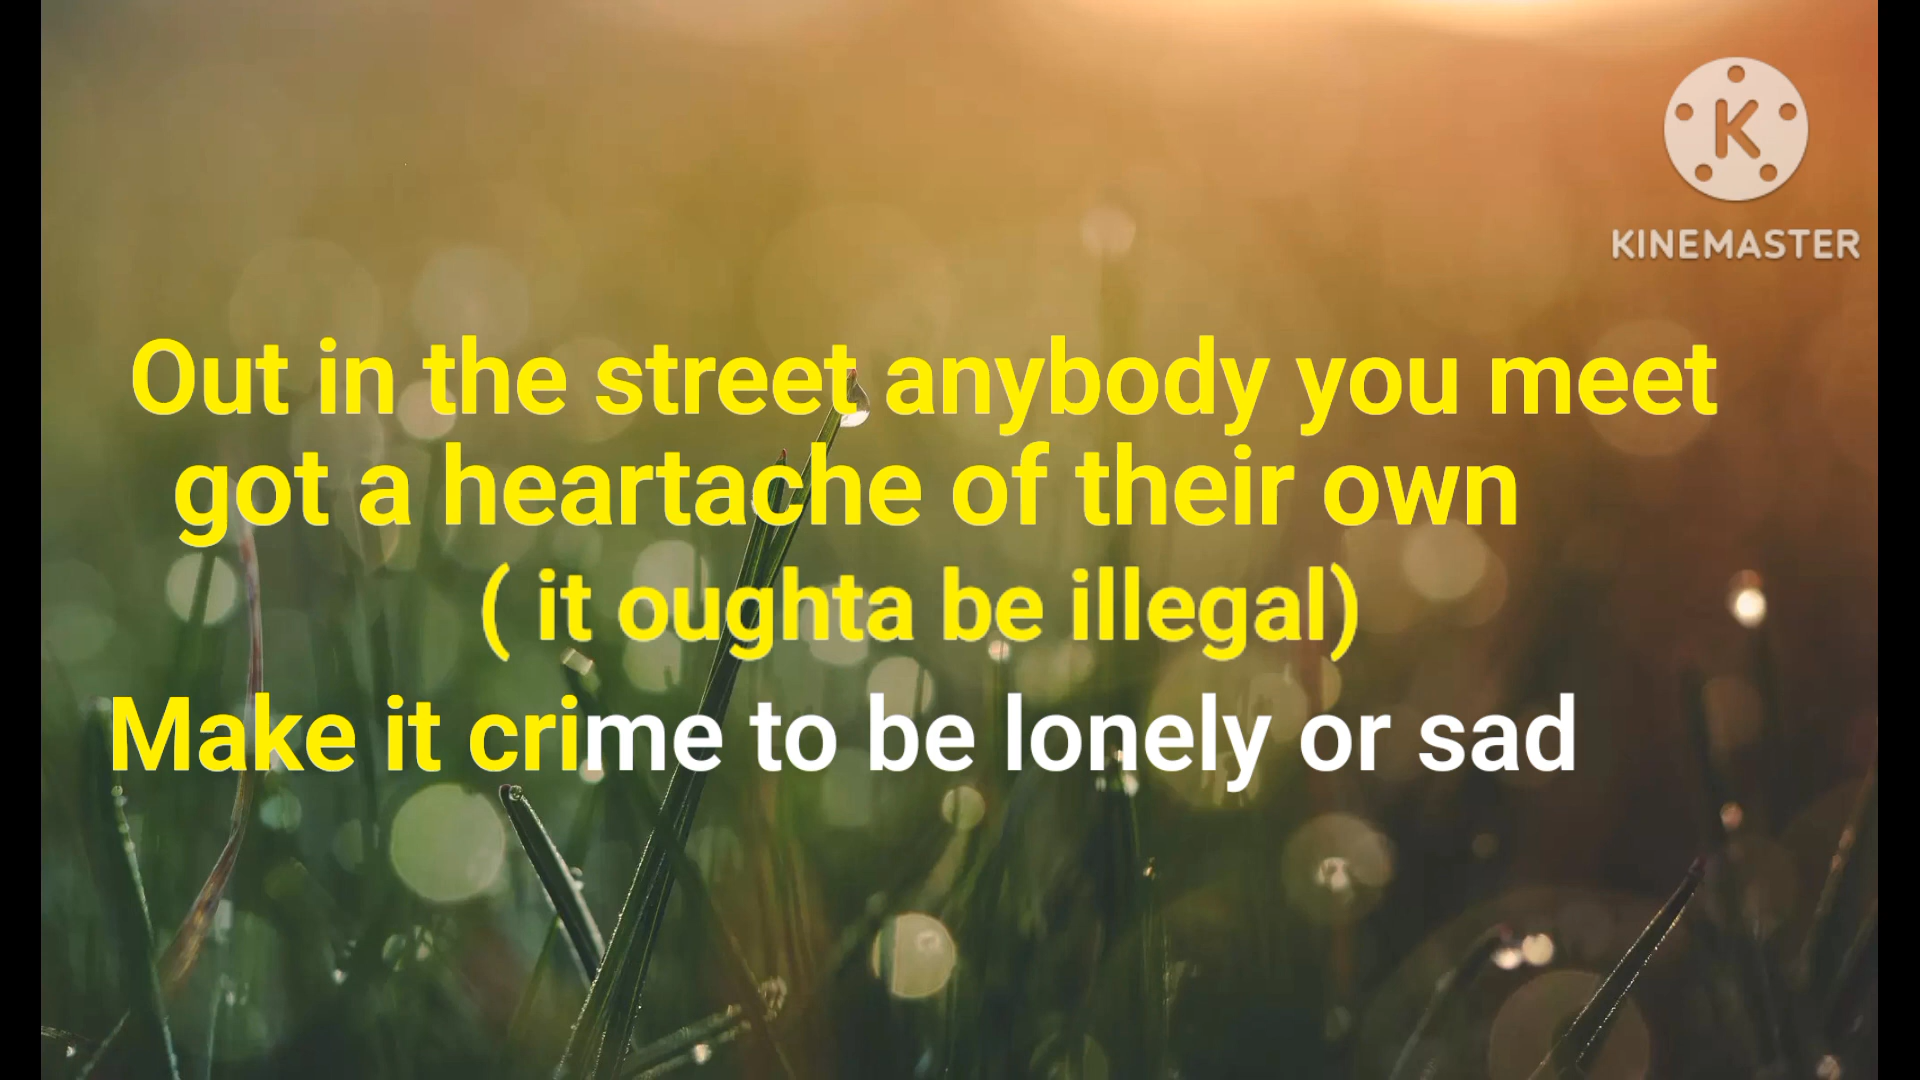 K
KINEMASTER
Out in the street anybody you meet
got a heartache of their own
( it oughta be illegal)
Make it crime to be lonely or sad